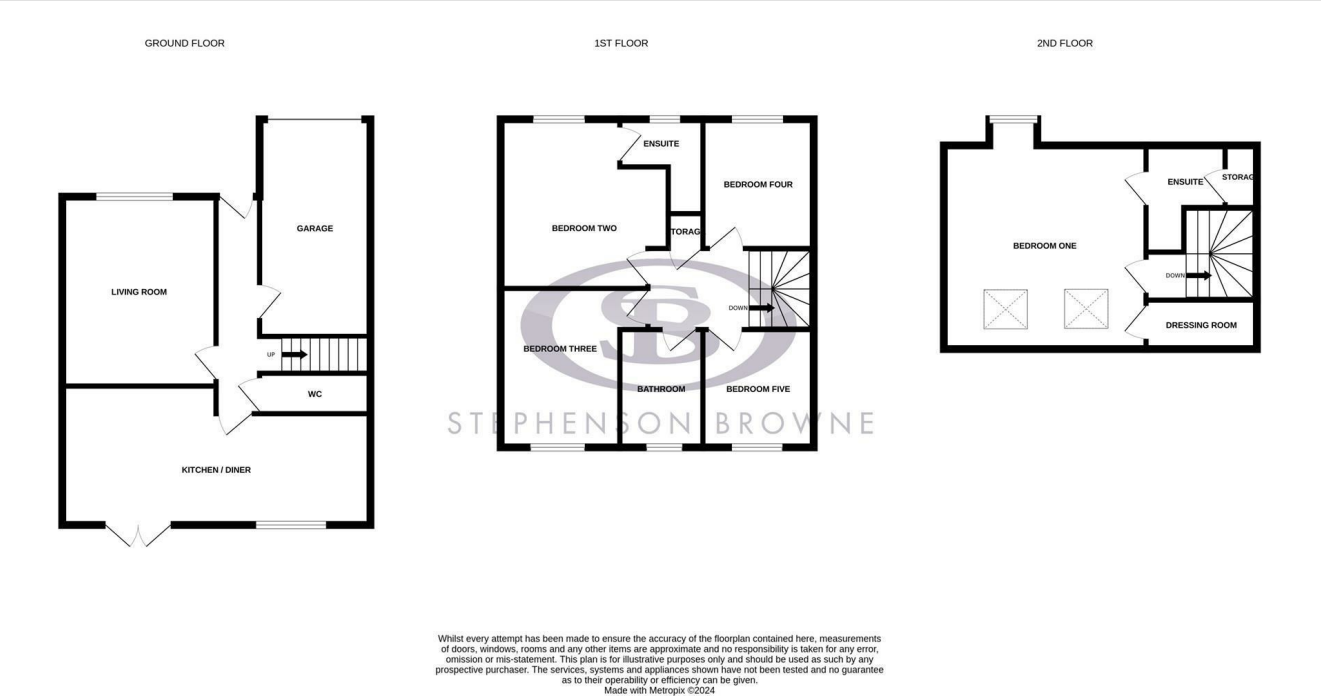 GROUND FLOOR
1ST FLOOR
2ND FLOOR
GARAGE
LIVING ROOM
UP
WC
KITCHEN / DINER
ENSUITE
BEDROOM FOUR
BEDROOM TWO
TORAG
DOWN
BEDROOM THREE
BATHROOM
BEDROOM FIVE
SB
STEPHENSON BROWNE
ENSUITE
STORAG
BEDROOM ONE
DOWN
DRESSING ROOM
Whilst every attempt has been made to ensure the accuracy of the floorplan contained here, measurements
of doors, windows, rooms and any other items are approximate and no responsibility is taken for any error,
omission or mis-statement. This plan is for illustrative purposes only and should be used as such by any
prospective purchaser. The services, systems and appliances shown have not been tested and no guarantee
as to their operability or efficiency can be given.
Made with Metropix ©2024